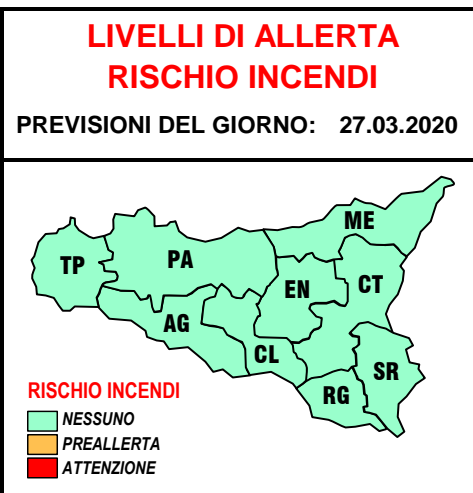 LIVELLI DI ALLERTA
RISCHIO INCENDI
PREVISIONI DEL GIORNO: 27.03.2020
ME
TP
PA
EN
CT
AG
CL
SR
RG
RISCHIO INCENDI
NESSUNO
PREALLERTA
ATTENZIONE